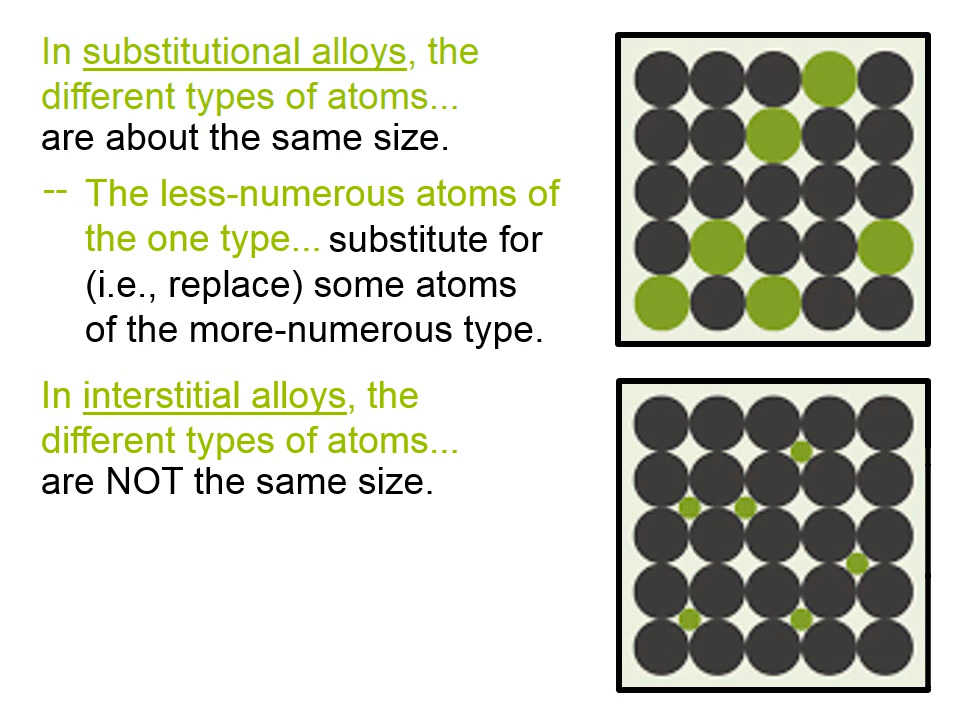 In substitutional alloys, the
different types of atoms...
are about the same size.
-- The less-numerous atoms of
the one type... substitute for
(i.e., replace) some atoms
of the more-numerous type.
In interstitial alloys, the
different types of atoms...
are NOT the same size.